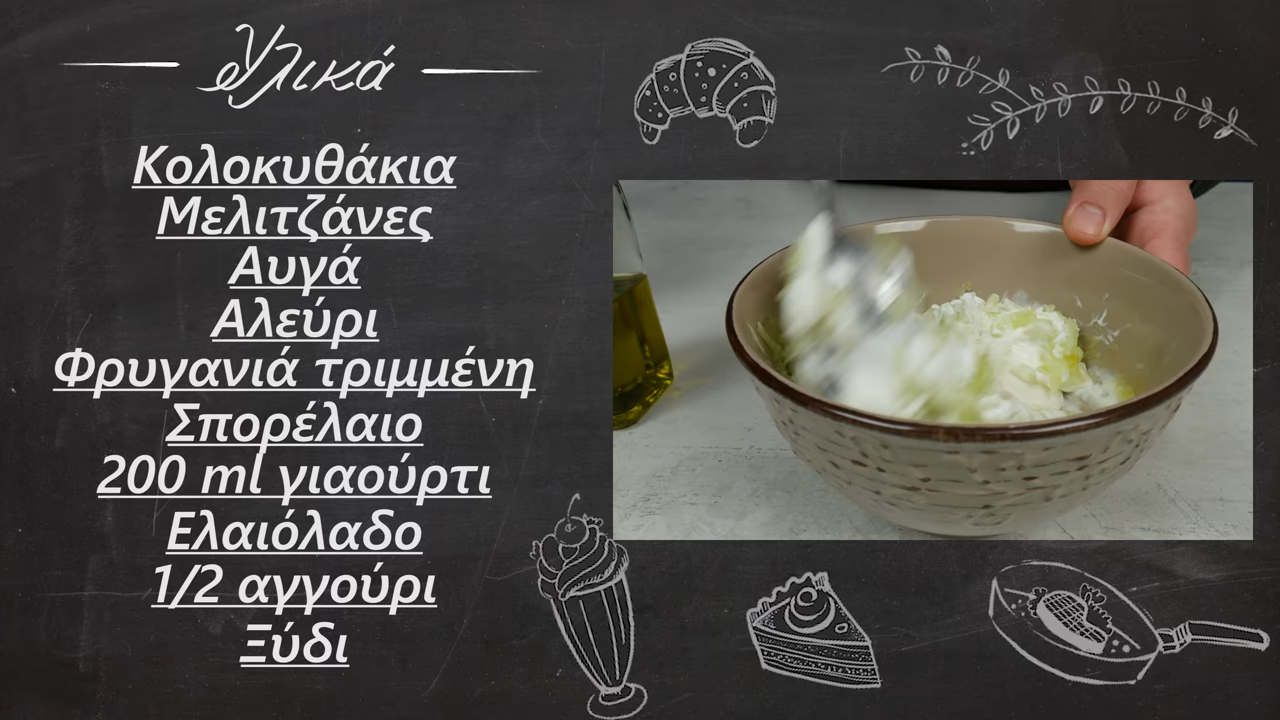 Υλικά
Κολοκυθάκια
Μελιτζάνες
Αυγά
Αλεύρι
Φρυγανιά τριμμένη
Σπορέλαιο
200 ml γιαούρτι
Ελαιόλαδο
1/2 αγγούρι
Ξύδι